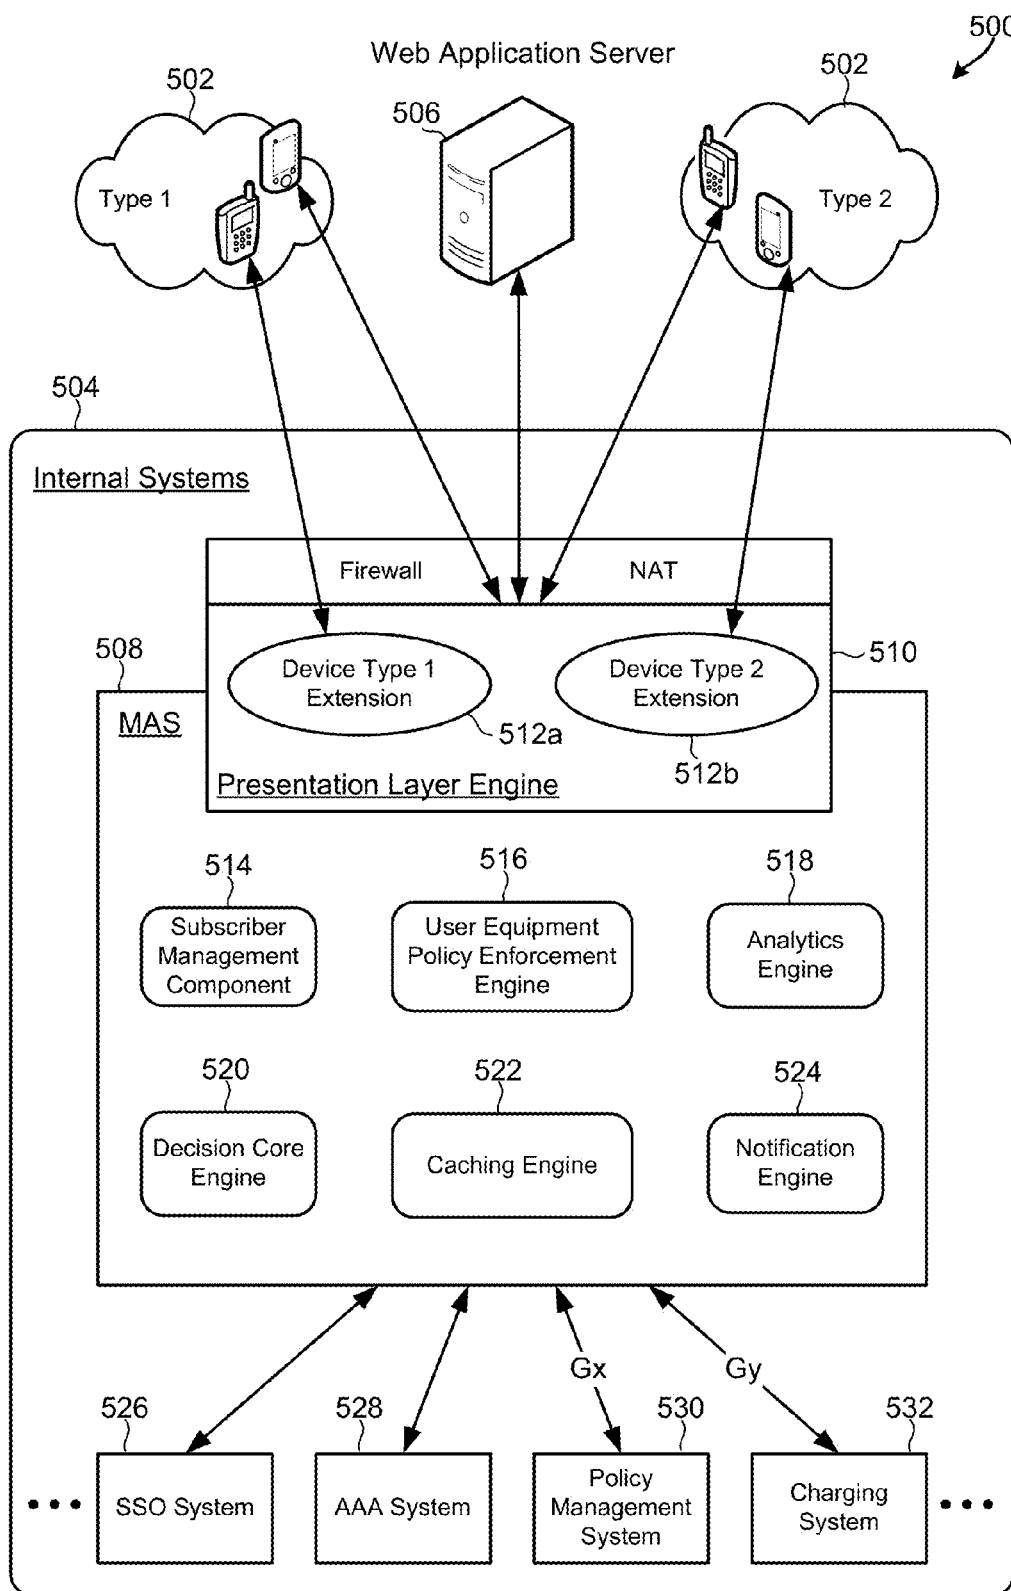 500
Web Application Server
502
506
502
Type 1
Type 2
504
Internal Systems
Firewall
NAT
508
510
Device Type 1
Extension
Device Type 2
Extension
MAS
512a
512b
Presentation Layer Engine
514
516
518
Subscriber
Management
Component
User Equipment
Policy Enforcement
Engine
Analytics
Engine
520
522
524
Decision Core
Engine
Caching Engine
Notification
Engine
Gx
Gy
526
528
530
532
SSO System
AAA System
Policy
Management
System
Charging
System